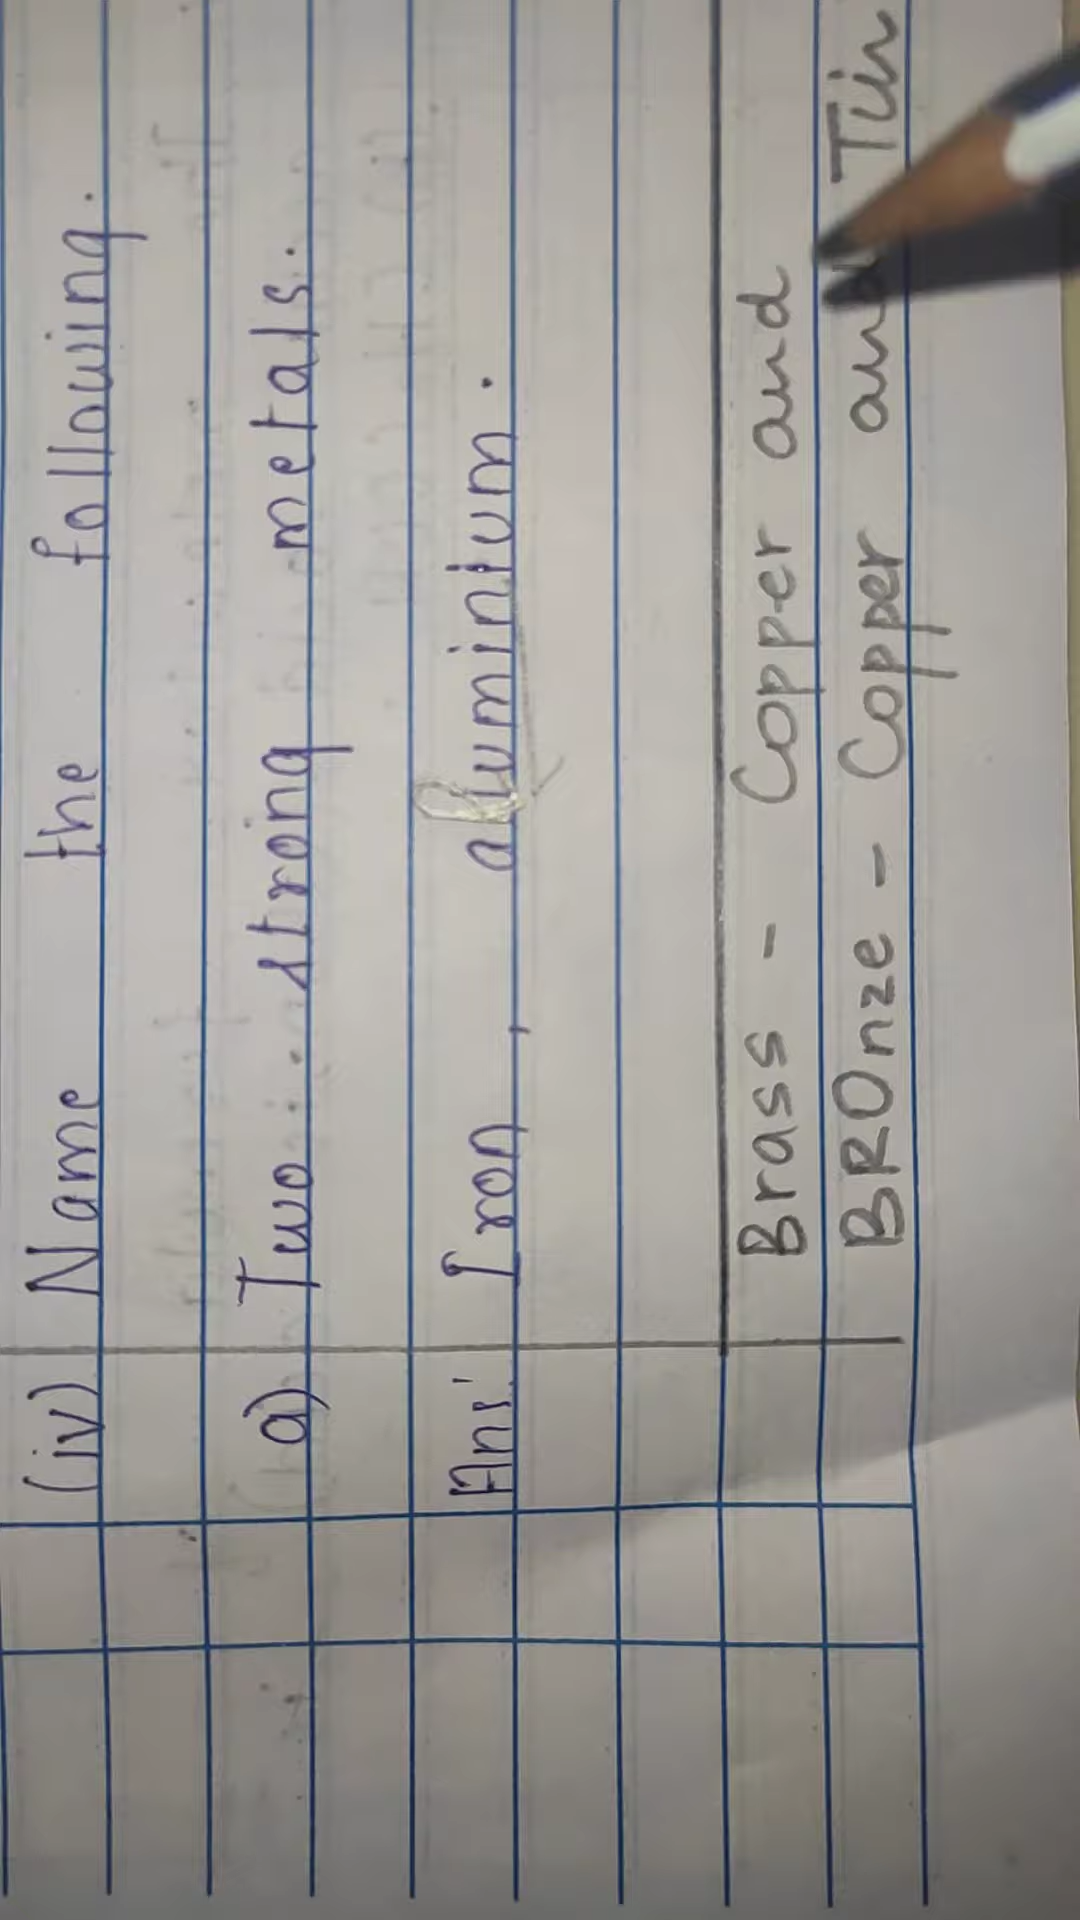 (iv) Name the following.
a) Two strong metals.
Ans. Iron, aluminium.
Brass - Copper and
BROnze - Copper and Tin